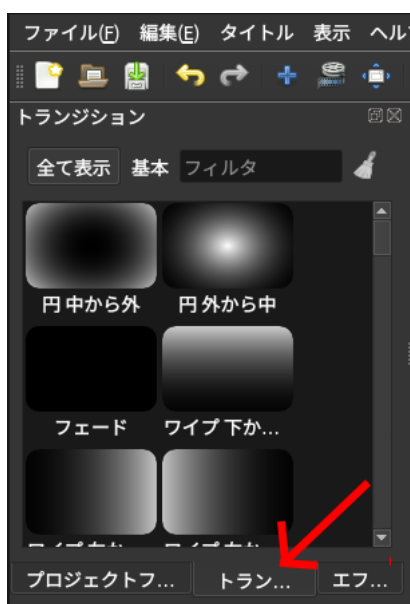 ファイル(F) 編集(E) タイトル 表示 ヘル
トランジション
全て表示 基本 フィルタ
円 中から外 円 外から中
フェード ワイプ 下か...
プロジェクトフ... トラン... エフ...